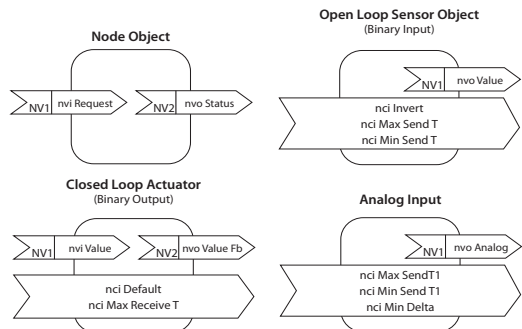 Node Object
NV1 nvi Request
NV2 nvo Status
Open Loop Sensor Object
(Binary Input)
NV1 nvo Value
nci Invert
nci Max Send T
nci Min Send T
Closed Loop Actuator
(Binary Output)
NV1 nvi Value
NV2 nvo Value Fb
nci Default
nci Max Receive T
Analog Input
NV1 nvo Analog
nci Max SendT1
nci Min Send T1
nci Min Delta